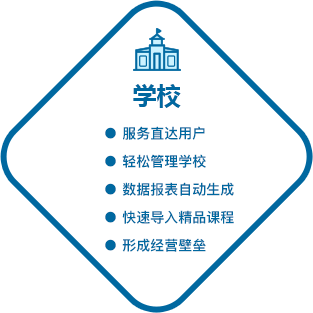 学校
● 服务直达用户
● 轻松管理学校
● 数据报表自动生成
● 快速导入精品课程
● 形成经营壁垒